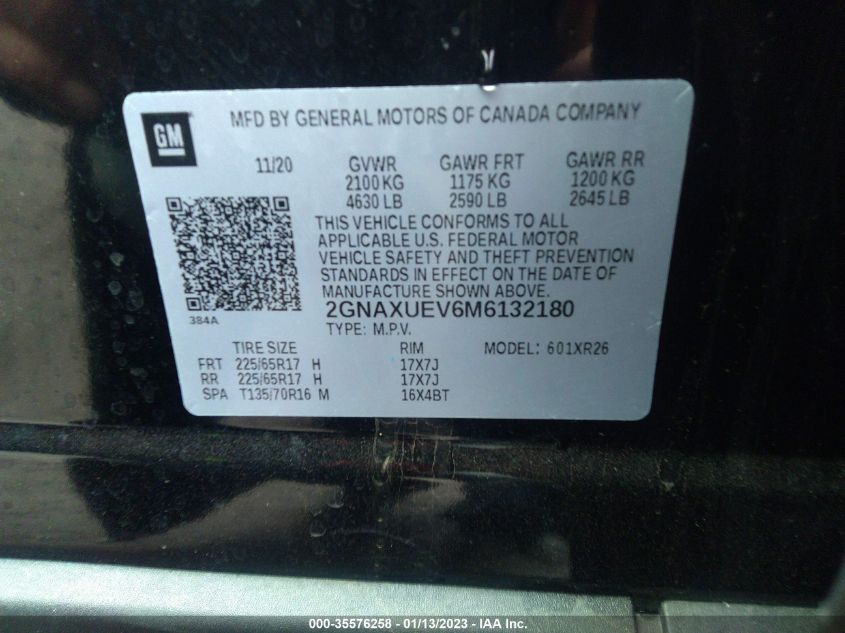 GM
MFD BY GENERAL MOTORS OF CANADA COMPANY
11/20 GVWR GAWR FRT GAWR RR
2100 KG 1175 KG 1200 KG
4630 LB 2590 LB 2645 LB
THIS VEHICLE CONFORMS TO ALL
APPLICABLE U.S. FEDERAL MOTOR
VEHICLE SAFETY AND THEFT PREVENTION
STANDARDS IN EFFECT ON THE DATE OF
MANUFACTURE SHOWN ABOVE.
384A
2GNAXUEV6M6132180
TYPE: M.P.V.
TIRE SIZE RIM MODEL: 601XR26
FRT 225/65R17 H 17X7J
RR 225/65R17 H 17X7J
SPA T135/70R16 M 16X4BT
000-35576258 - 01/13/2023 - IAA Inc.